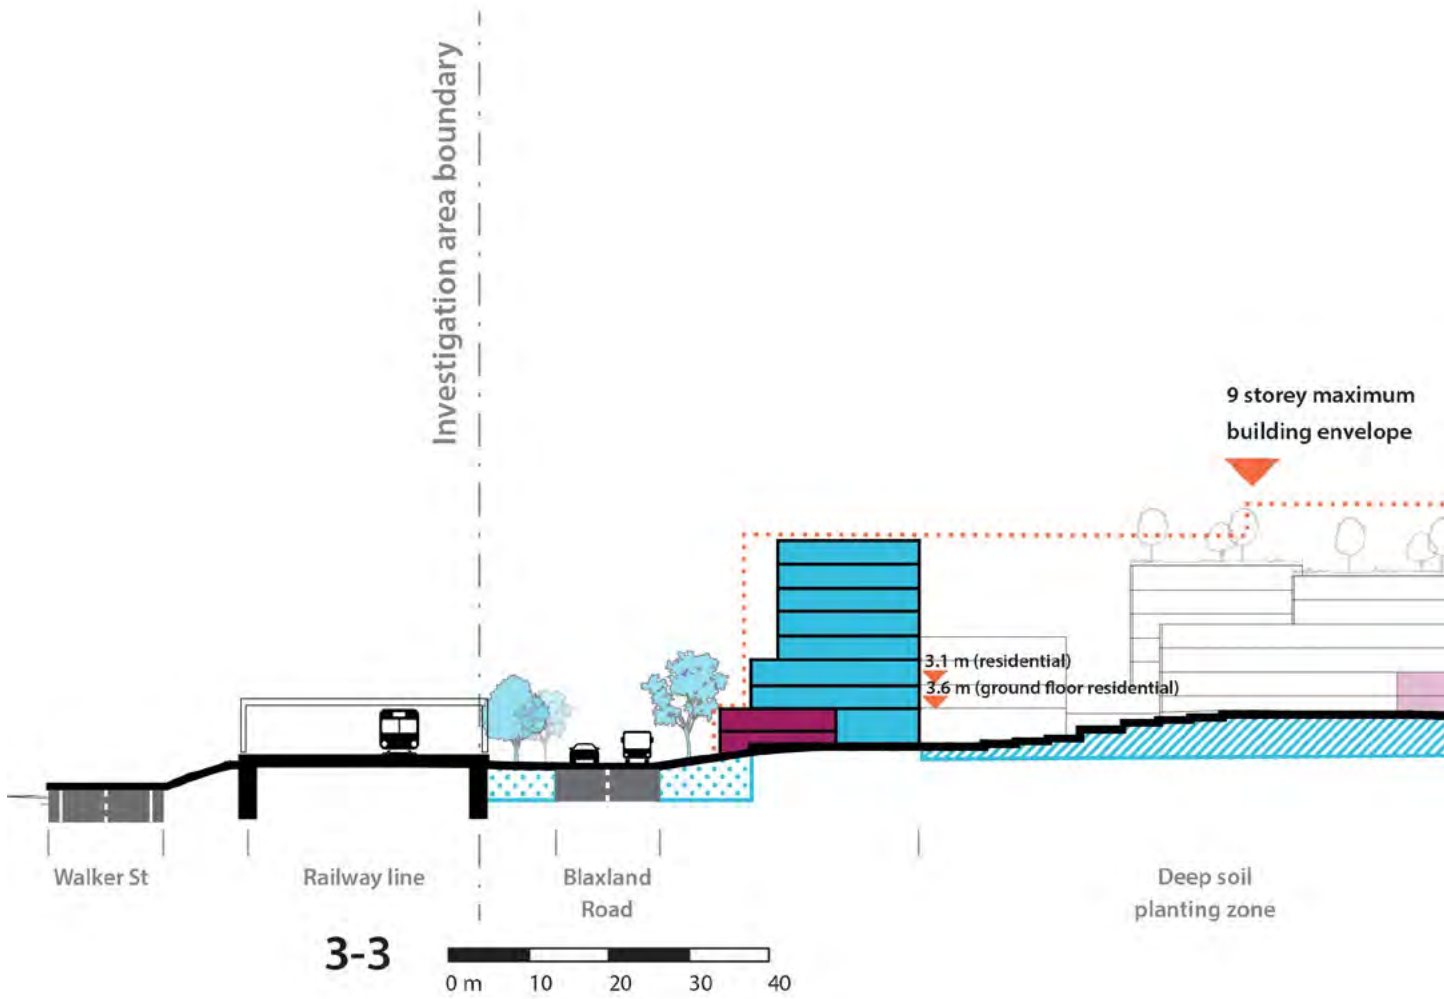 Investigation area boundary
9 storey maximum
building envelope
3.1 m (residential)
3.6 m (ground floor residential)
Walker St
Railway line
Blaxland
Road
Deep soil
planting zone
3-3
0 m 10 20 30 40